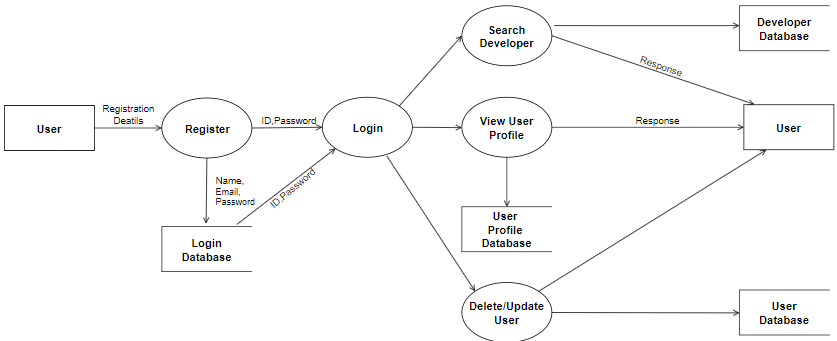 Search
Developer
Developer
Database
Response
User
Registration
Deatils
Register
ID,Password
Login
View User
Profile
Response
User
Name,
Email,
Password
ID,Password
Login
Database
User
Profile
Database
Delete/Update
User
User
Database